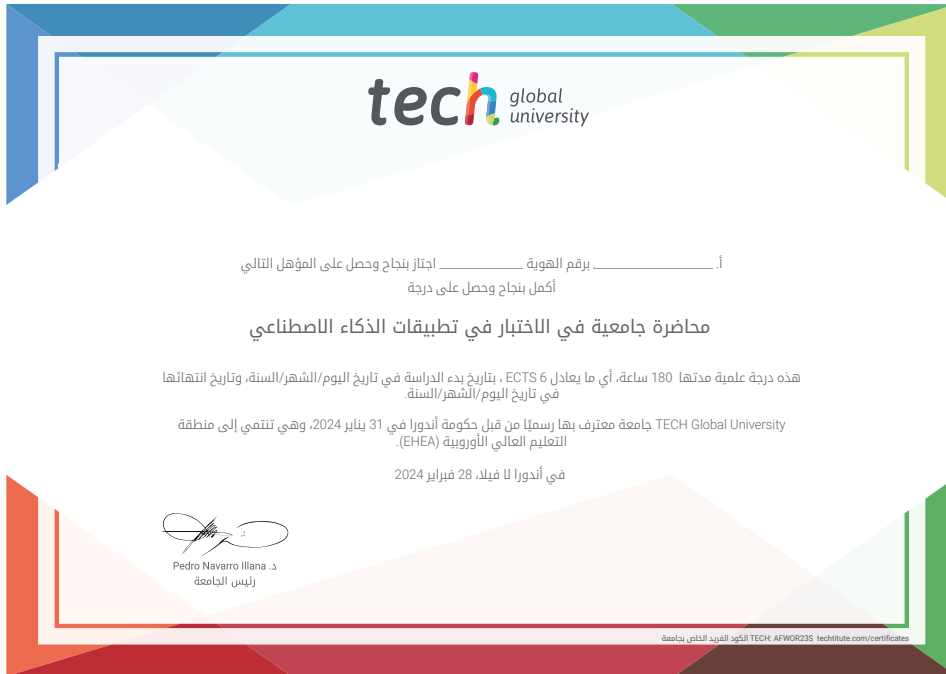 tech global university
أ. ____________________, برقم الهوية ______________ اجتاز بنجاح وحصل على المؤهل التالي
أكمل بنجاح وحصل على درجة
محاضرة جامعية في الاختبار في تطبيقات الذكاء الاصطناعي
هذه درجة علمية مدتها 180 ساعة، أي ما يعادل 6 ECTS ، بتاريخ بدء الدراسة في تاريخ اليوم/الشهر/السنة، وتاريخ انتهائها
في تاريخ اليوم/الشهر/السنة.
TECH Global University جامعة معترف بها رسميًا من قبل حكومة أندورا في 31 يناير 2024، وهي تنتمي إلى منطقة
التعليم العالي الأوروبية (EHEA).
في أندورا لا فيلا، 28 فبراير 2024
د. Pedro Navarro Illana
رئيس الجامعة
الكود الفريد الخاص بجامعة TECH: AFWOR23S techtitute.com/certificates